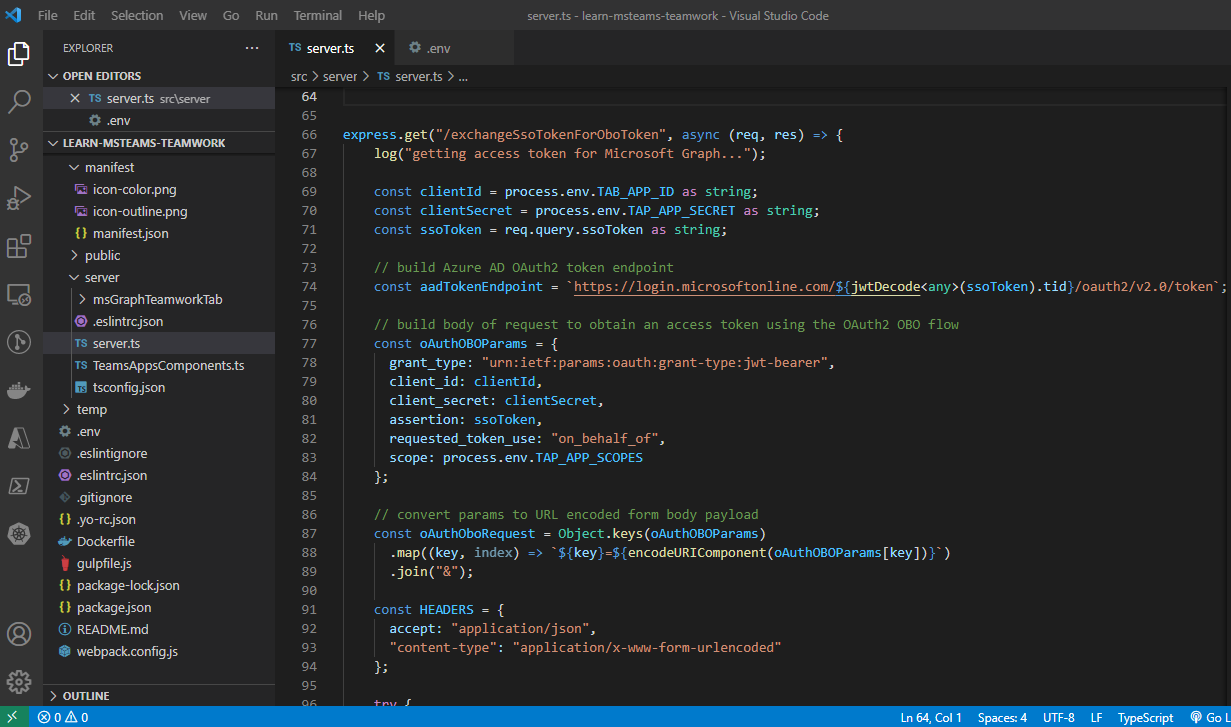 File Edit Selection View Go Run Terminal Help
server.ts - learn-msteams-teamwork - Visual Studio Code
EXPLORER ...
OPEN EDITORS
TS server.ts src\server
.env
LEARN-MSTEAMS-TEAMWORK
manifest
icon-color.png
icon-outline.png
{} manifest.json
public
server
msGraphTeamworkTab
.eslintrc.json
TS server.ts
TS TeamsAppsComponents.ts
TS tsconfig.json
temp
.env
.eslintignore
.eslintrc.json
.gitignore
{} .yo-rc.json
Dockerfile
gulpfile.js
{} package-lock.json
{} package.json
README.md
webpack.config.js
OUTLINE
TS server.ts
.env
src > server > TS server.ts > ...
64
65
66 express.get("/exchangeSsoTokenForOboToken", async (req, res) => {
67 log("getting access token for Microsoft Graph...");
68
69 const clientId = process.env.TAB_APP_ID as string;
70 const clientSecret = process.env.TAP_APP_SECRET as string;
71 const ssoToken = req.query.ssoToken as string;
72
73 // build Azure AD OAuth2 token endpoint
74 const aadTokenEndpoint = `https://login.microsoftonline.com/${jwtDecode<any>(ssoToken).tid}/oauth2/v2.0/token`;
75
76 // build body of request to obtain an access token using the OAuth2 OBO flow
77 const oAuthOBOParams = {
78 grant_type: "urn:ietf:params:oauth:grant-type:jwt-bearer",
79 client_id: clientId,
80 client_secret: clientSecret,
81 assertion: ssoToken,
82 requested_token_use: "on_behalf_of",
83 scope: process.env.TAP_APP_SCOPES
84 };
85
86 // convert params to URL encoded form body payload
87 const oAuthOboRequest = Object.keys(oAuthOBOParams)
88 .map((key, index) => `${key}=${encodeURIComponent(oAuthOBOParams[key])}`)
89 .join("&");
90
91 const HEADERS = {
92 accept: "application/json",
93 "content-type": "application/x-www-form-urlencoded"
94 };
95
96 try {
0 0
Ln 64, Col 1 Spaces: 4 UTF-8 LF TypeScript Go L